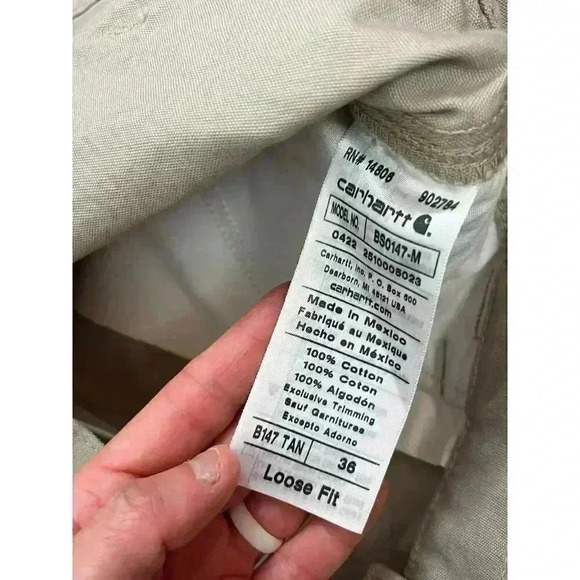 RN# 14806 902784
carhartt
MODEL NO. BS0147-M
0422 2510005023
Carhartt, Inc. P. O. Box 600
Dearborn, MI 48121 USA
carhartt.com
Made in Mexico
Fabriqué au Mexique
Hecho en México
100% Cotton
100% Coton
100% Algodón
Exclusive Trimming
Sauf Garnitures
Excepto Adorno
B147 TAN 36
Loose Fit